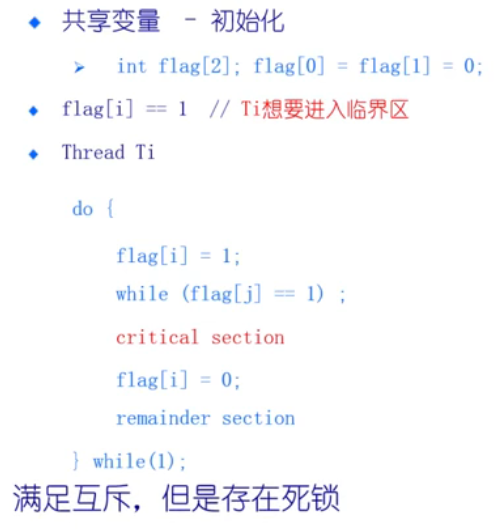 ◆ 共享变量 - 初始化
➢ int flag[2]; flag[0] = flag[1] = 0;
◆ flag[i] == 1 // Ti想要进入临界区
◆ Thread Ti
do {
flag[i] = 1;
while (flag[j] == 1) ;
critical section
flag[i] = 0;
remainder section
} while(1);
满足互斥，但是存在死锁